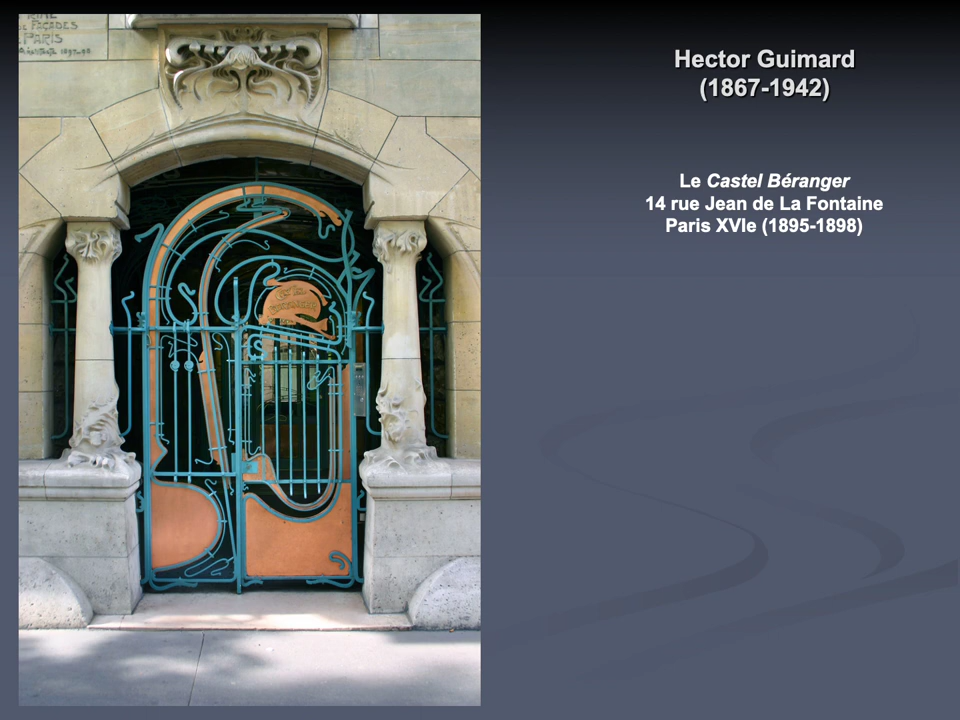 FAÇADES
PARIS
Hector Guimard
(1867-1942)
Le Castel Béranger
14 rue Jean de La Fontaine
Paris XVIe (1895-1898)